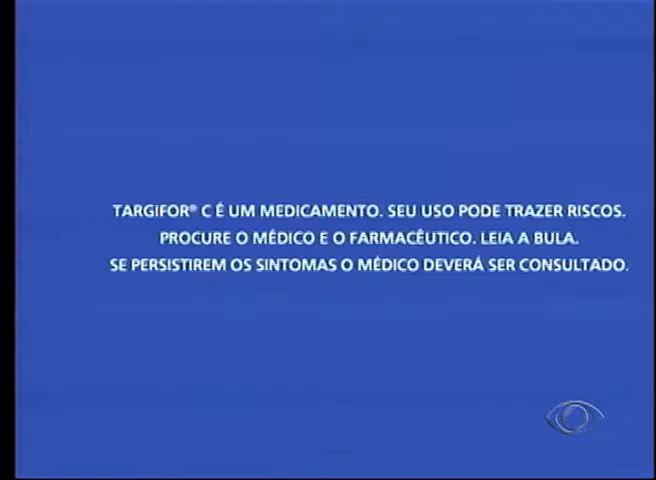 TARGIFOR® C É UM MEDICAMENTO. SEU USO PODE TRAZER RISCOS.
PROCURE O MÉDICO E O FARMACÊUTICO. LEIA A BULA.
SE PERSISTIREM OS SINTOMAS O MÉDICO DEVERÁ SER CONSULTADO.